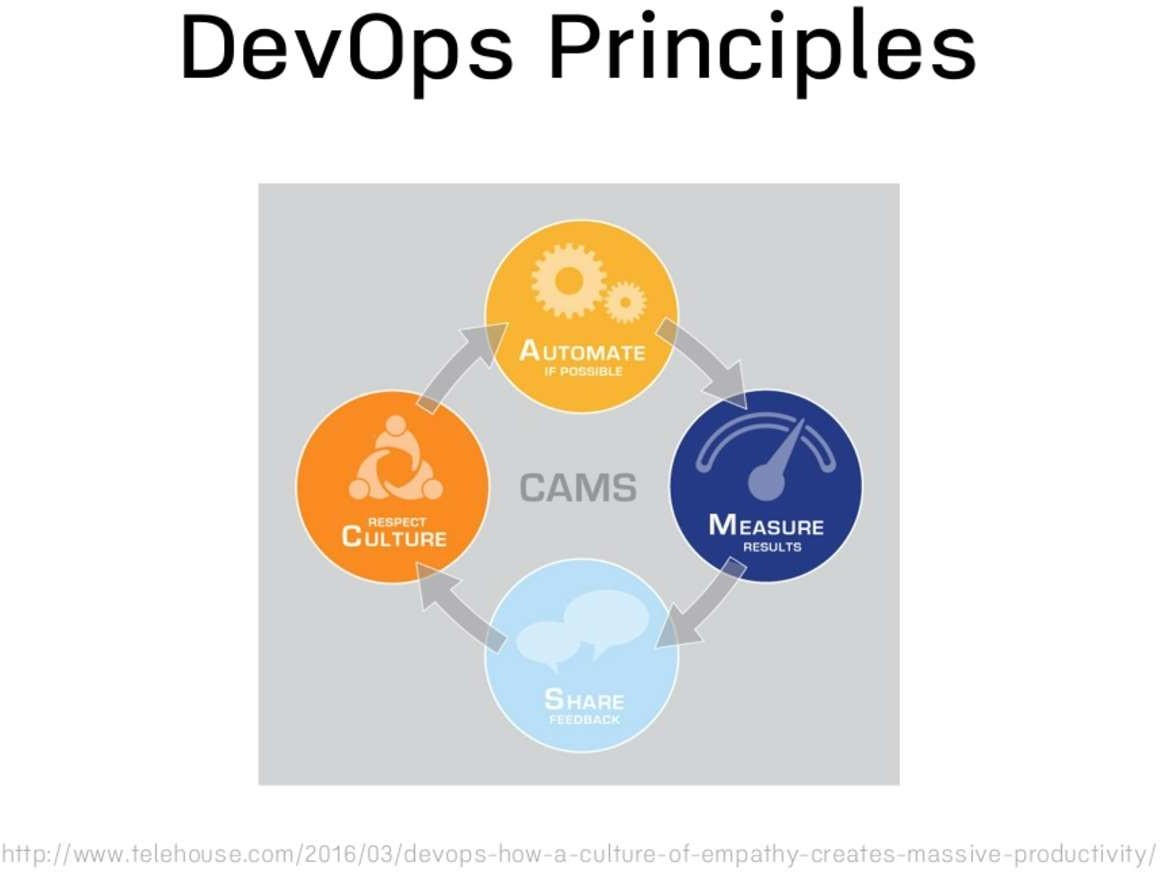 DevOps Principles
AUTOMATE
IF POSSIBLE
RESPECT
CULTURE
CAMS
MEASURE
RESULTS
SHARE
FEEDBACK
http://www.telehouse.com/2016/03/devops-how-a-culture-of-empathy-creates-massive-productivity/